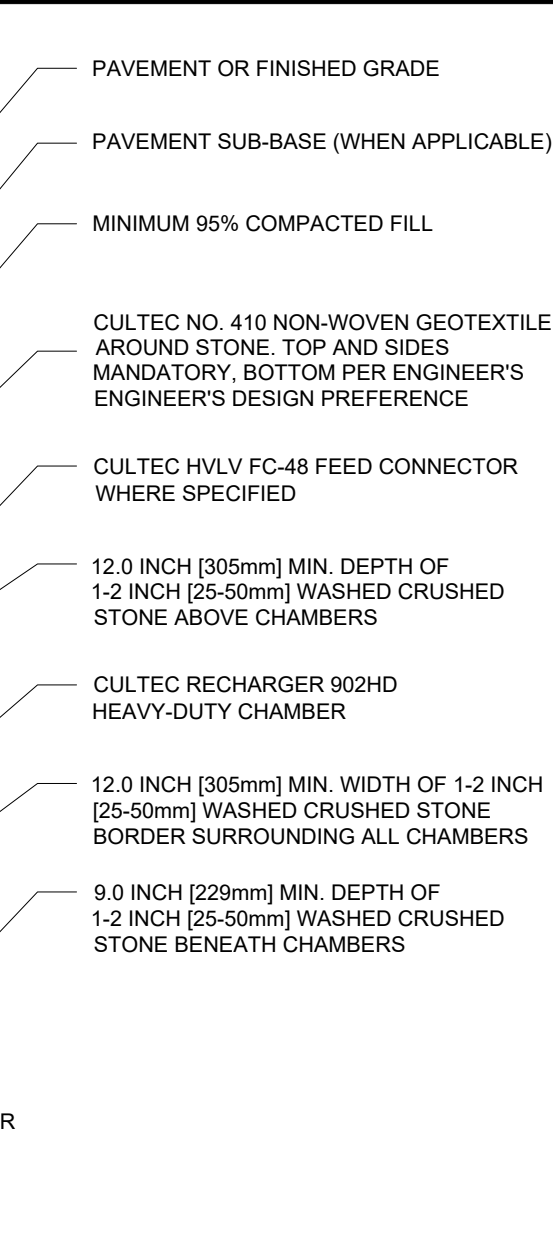 PAVEMENT OR FINISHED GRADE
PAVEMENT SUB-BASE (WHEN APPLICABLE)
MINIMUM 95% COMPACTED FILL
CULTEC NO. 410 NON-WOVEN GEOTEXTILE
AROUND STONE. TOP AND SIDES
MANDATORY, BOTTOM PER ENGINEER'S
ENGINEER'S DESIGN PREFERENCE
CULTEC HVLV FC-48 FEED CONNECTOR
WHERE SPECIFIED
12.0 INCH [305mm] MIN. DEPTH OF
1-2 INCH [25-50mm] WASHED CRUSHED
STONE ABOVE CHAMBERS
CULTEC RECHARGER 902HD
HEAVY-DUTY CHAMBER
12.0 INCH [305mm] MIN. WIDTH OF 1-2 INCH
[25-50mm] WASHED CRUSHED STONE
BORDER SURROUNDING ALL CHAMBERS
9.0 INCH [229mm] MIN. DEPTH OF
1-2 INCH [25-50mm] WASHED CRUSHED
STONE BENEATH CHAMBERS
R